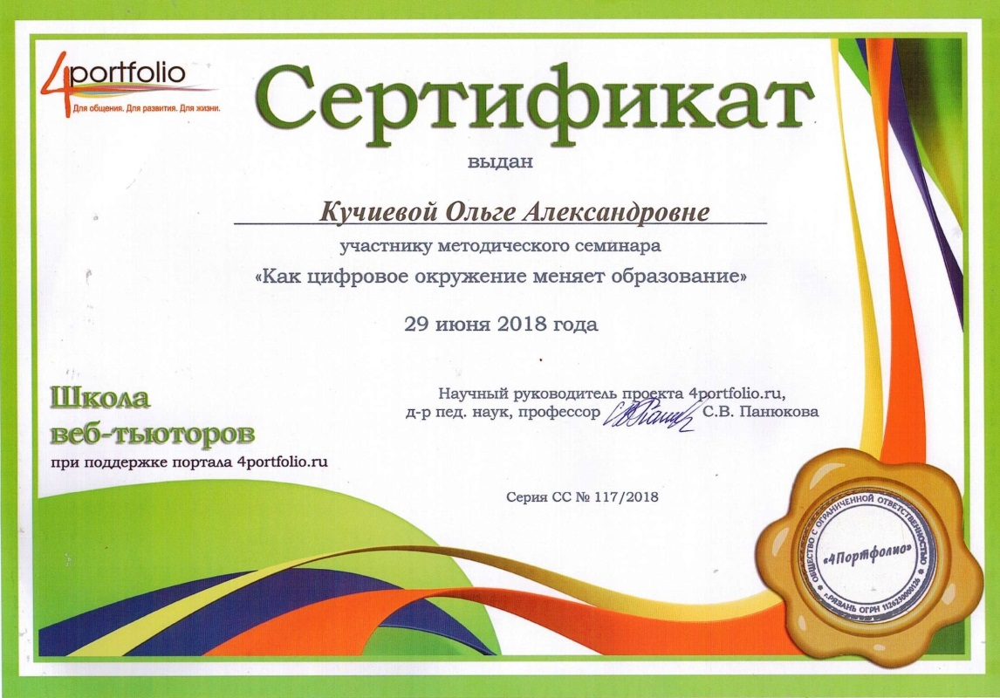 4portfolio
Для общения. Для развития. Для жизни.
Сертификат
выдан
Кучиевой Ольге Александровне
участнику методического семинара
«Как цифровое окружение меняет образование»
29 июня 2018 года
Научный руководитель проекта 4portfolio.ru,
д-р пед. наук, профессор С.В. Панюкова
Школа
веб-тьюторов
при поддержке портала 4portfolio.ru
Серия СС № 117/2018
ОБЩЕСТВО С ОГРАНИЧЕННОЙ ОТВЕТСТВЕННОСТЬЮ
«4Портфолио»
г.РЯЗАНЬ ОГРН